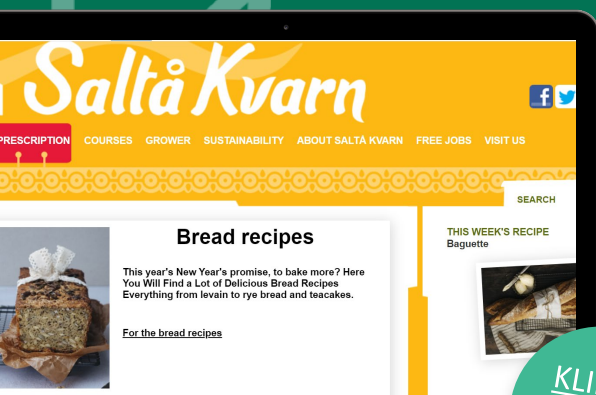 Saltå Kvarn
PRESCRIPTION COURSES GROWER SUSTAINABILITY ABOUT SALTÅ KVARN FREE JOBS VISIT US
SEARCH
Bread recipes
This year's New Year's promise, to bake more? Here
You Will Find a Lot of Delicious Bread Recipes
Everything from levain to rye bread and teacakes.
For the bread recipes
THIS WEEK'S RECIPE
Baguette